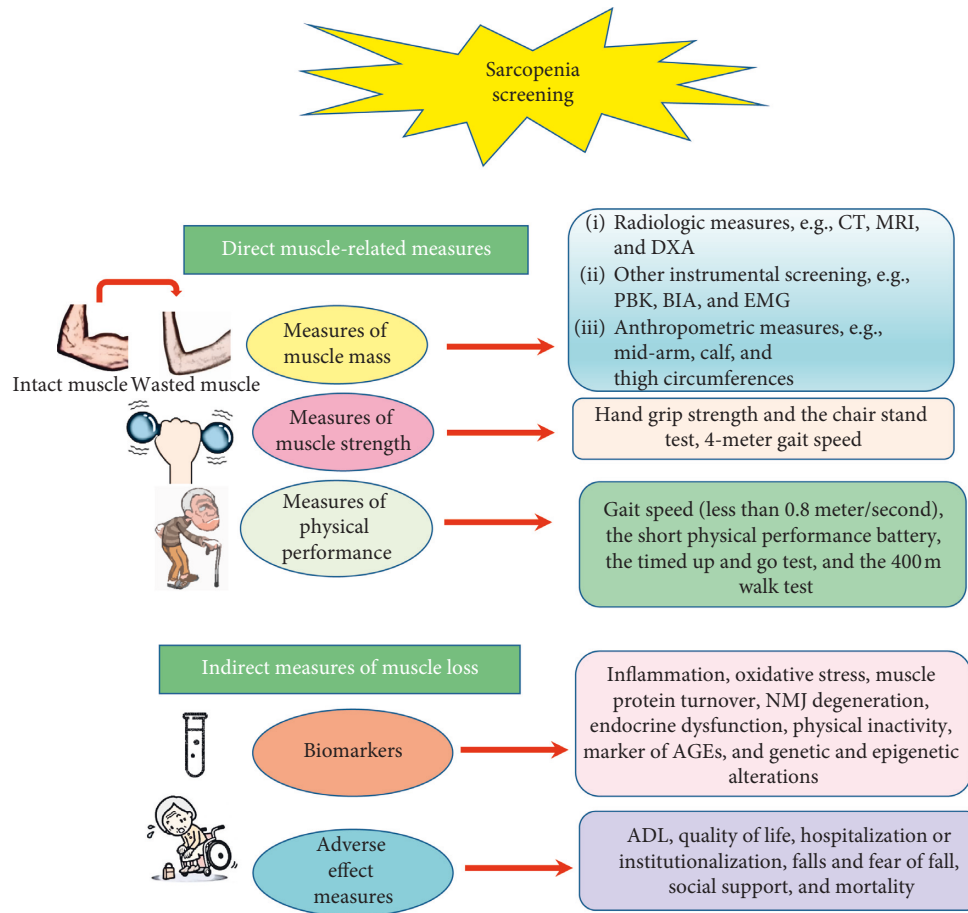 Sarcopenia
screening
Direct muscle-related measures
Intact muscle Wasted muscle
Measures of
muscle mass
(i) Radiologic measures, e.g., CT, MRI,
and DXA
(ii) Other instrumental screening, e.g.,
PBK, BIA, and EMG
(iii) Anthropometric measures, e.g.,
mid-arm, calf, and
thigh circumferences
Measures of
muscle strength
Hand grip strength and the chair stand
test, 4-meter gait speed
Measures of
physical
performance
Gait speed (less than 0.8 meter/second),
the short physical performance battery,
the timed up and go test, and the 400 m
walk test
Indirect measures of muscle loss
Biomarkers
Inflammation, oxidative stress, muscle
protein turnover, NMJ degeneration,
endocrine dysfunction, physical inactivity,
marker of AGEs, and genetic and epigenetic
alterations
Adverse
effect
measures
ADL, quality of life, hospitalization or
institutionalization, falls and fear of fall,
social support, and mortality